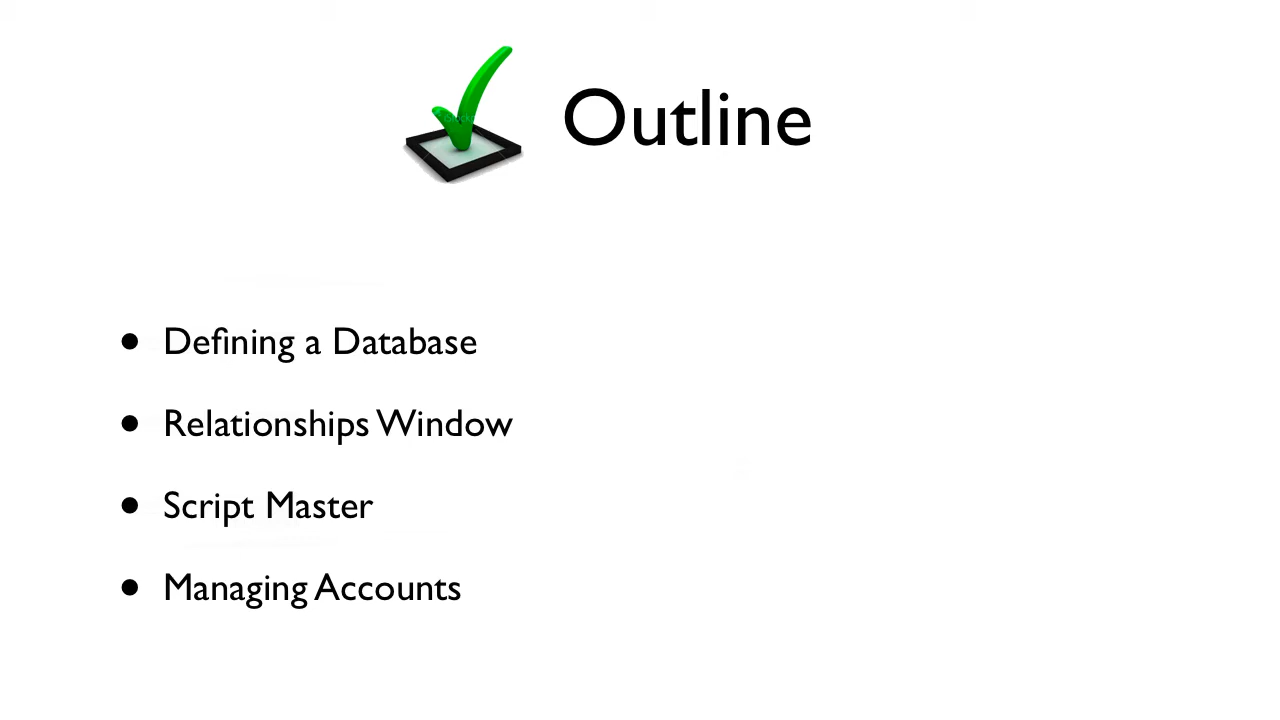 Outline
• Defining a Database
• Relationships Window
• Script Master
• Managing Accounts